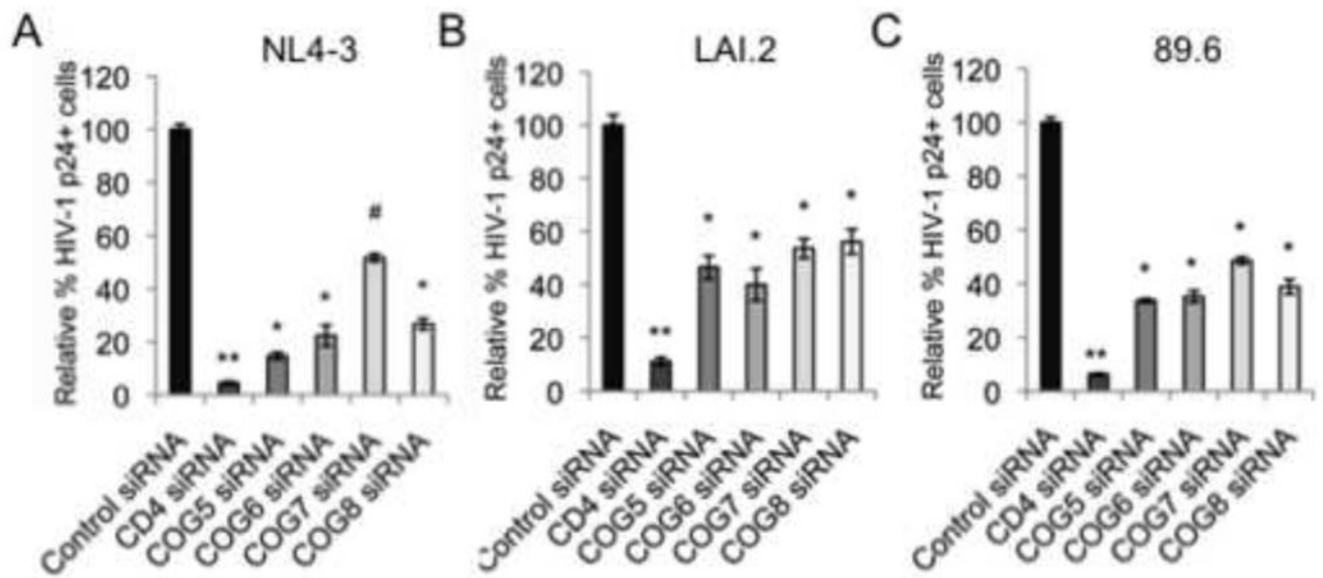 A
NL4-3
Relative % HIV-1 p24+ cells
120
100
80
60
40
20
0
**
*
*
#
*
Control siRNA
CD4 siRNA
COG5 siRNA
COG6 siRNA
COG7 siRNA
COG8 siRNA
B
LAI.2
Relative % HIV-1 p24+ cells
120
100
80
60
40
20
0
**
*
*
*
*
Control siRNA
CD4 siRNA
COG5 siRNA
COG6 siRNA
COG7 siRNA
COG8 siRNA
C
89.6
Relative % HIV-1 p24+ cells
120
100
80
60
40
20
0
**
*
*
*
*
Control siRNA
CD4 siRNA
COG5 siRNA
COG6 siRNA
COG7 siRNA
COG8 siRNA